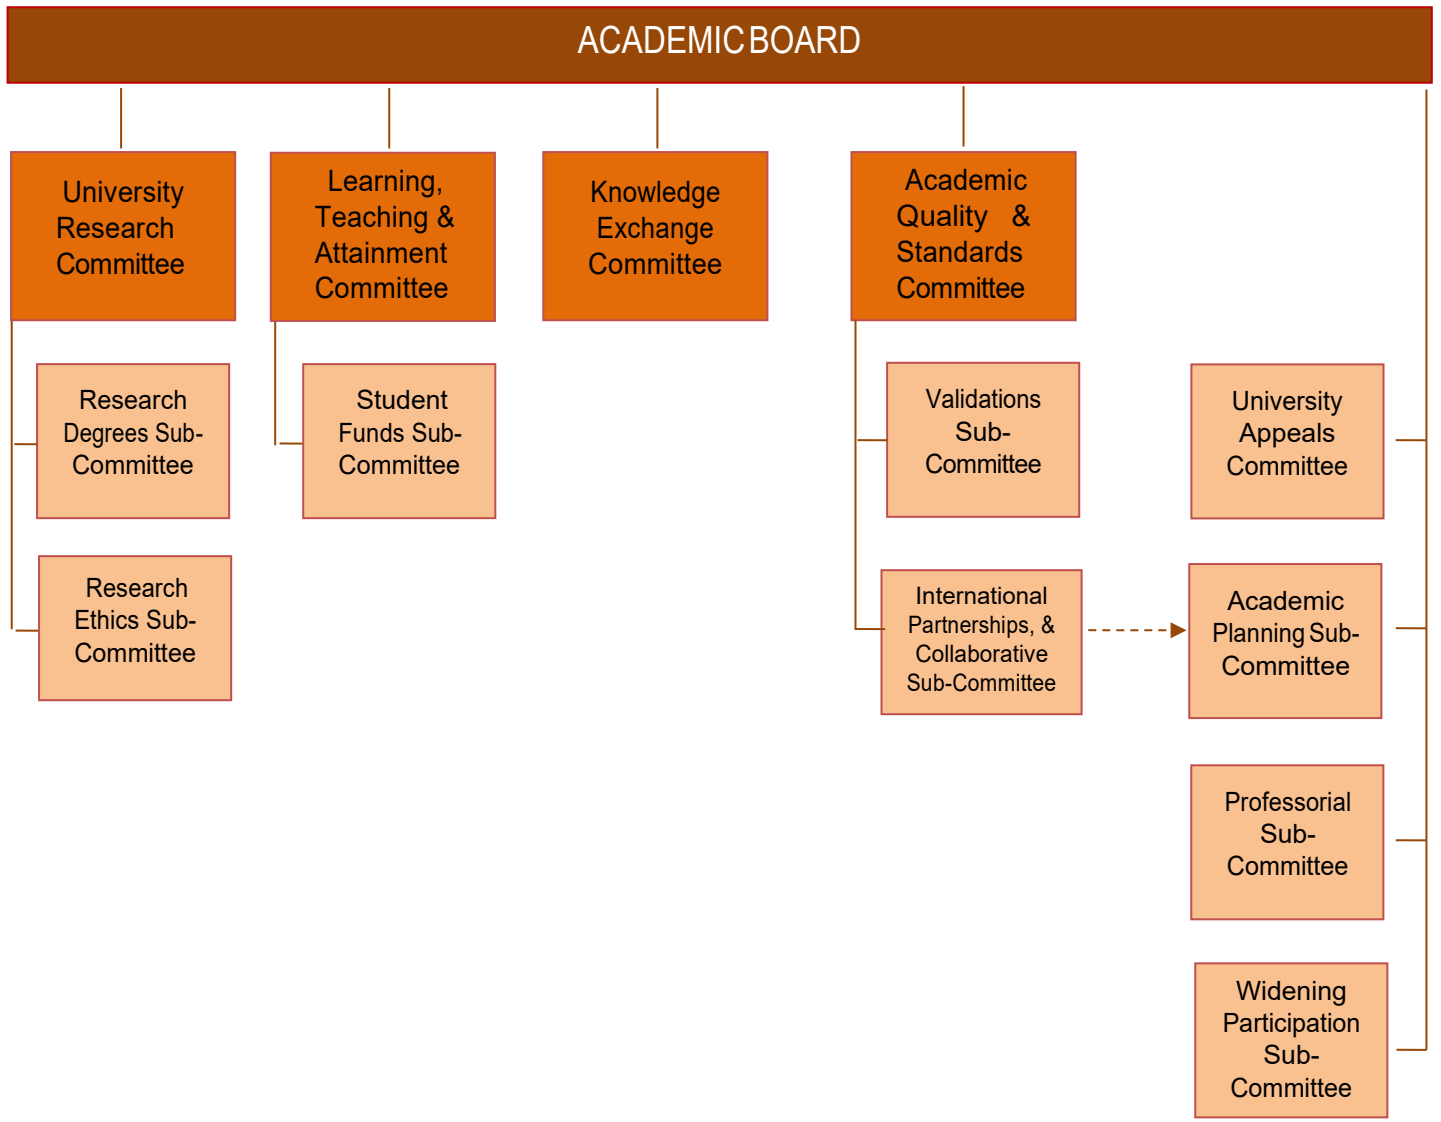 ACADEMIC BOARD
University
Research
Committee
Learning,
Teaching &
Attainment
Committee
Knowledge
Exchange
Committee
Academic
Quality &
Standards
Committee
Research
Degrees Sub-
Committee
Student
Funds Sub-
Committee
Validations
Sub-
Committee
University
Appeals
Committee
Research
Ethics Sub-
Committee
International
Partnerships, &
Collaborative
Sub-Committee
Academic
Planning Sub-
Committee
Professorial
Sub-
Committee
Widening
Participation
Sub-
Committee